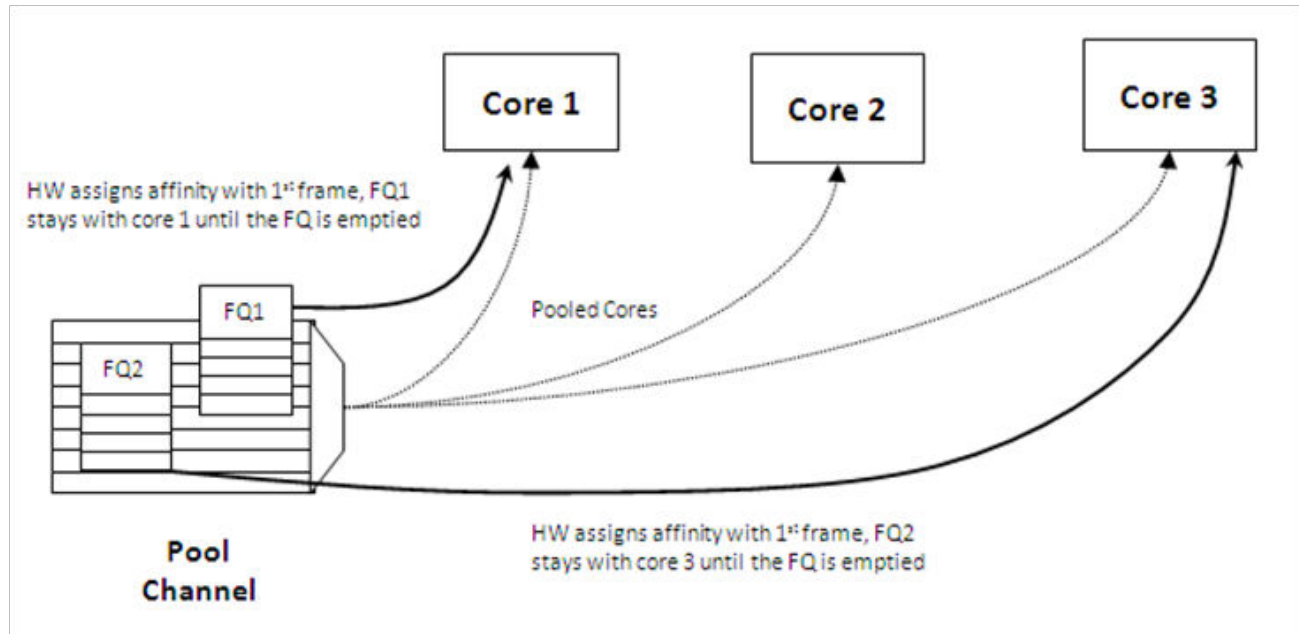 Core 1
Core 2
Core 3
HW assigns affinity with 1st frame, FQ1
stays with core 1 until the FQ is emptied
FQ1
Pooled Cores
FQ2
HW assigns affinity with 1st frame, FQ2
stays with core 3 until the FQ is emptied
Pool
Channel